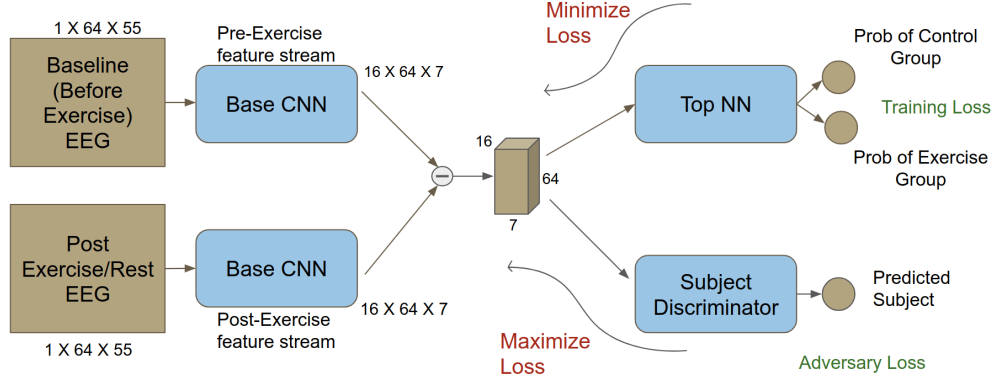 1 X 64 X 55
Baseline
(Before
Exercise)
EEG
Pre-Exercise
feature stream
Base CNN
16 X 64 X 7
Post
Exercise/Rest
EEG
1 X 64 X 55
Base CNN
Post-Exercise
feature stream
16 X 64 X 7
−
16
64
7
Minimize
Loss
Top NN
Prob of Control
Group
Training Loss
Prob of Exercise
Group
Maximize
Loss
Subject
Discriminator
Predicted
Subject
Adversary Loss